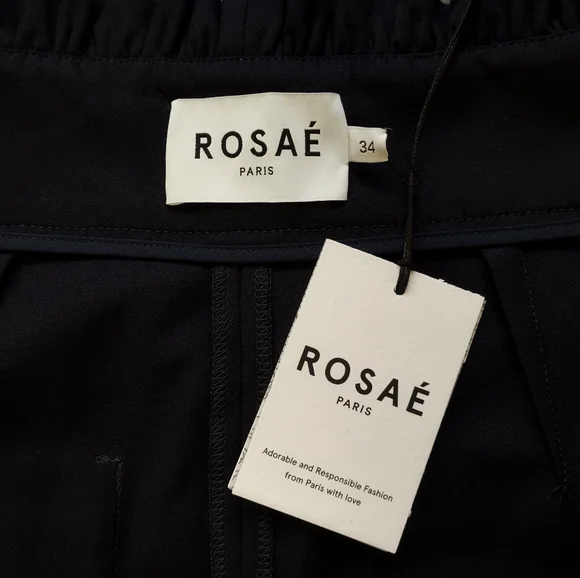 ROSAÉ
PARIS
34
ROSAÉ
PARIS
Adorable and Responsible Fashion
from Paris with love